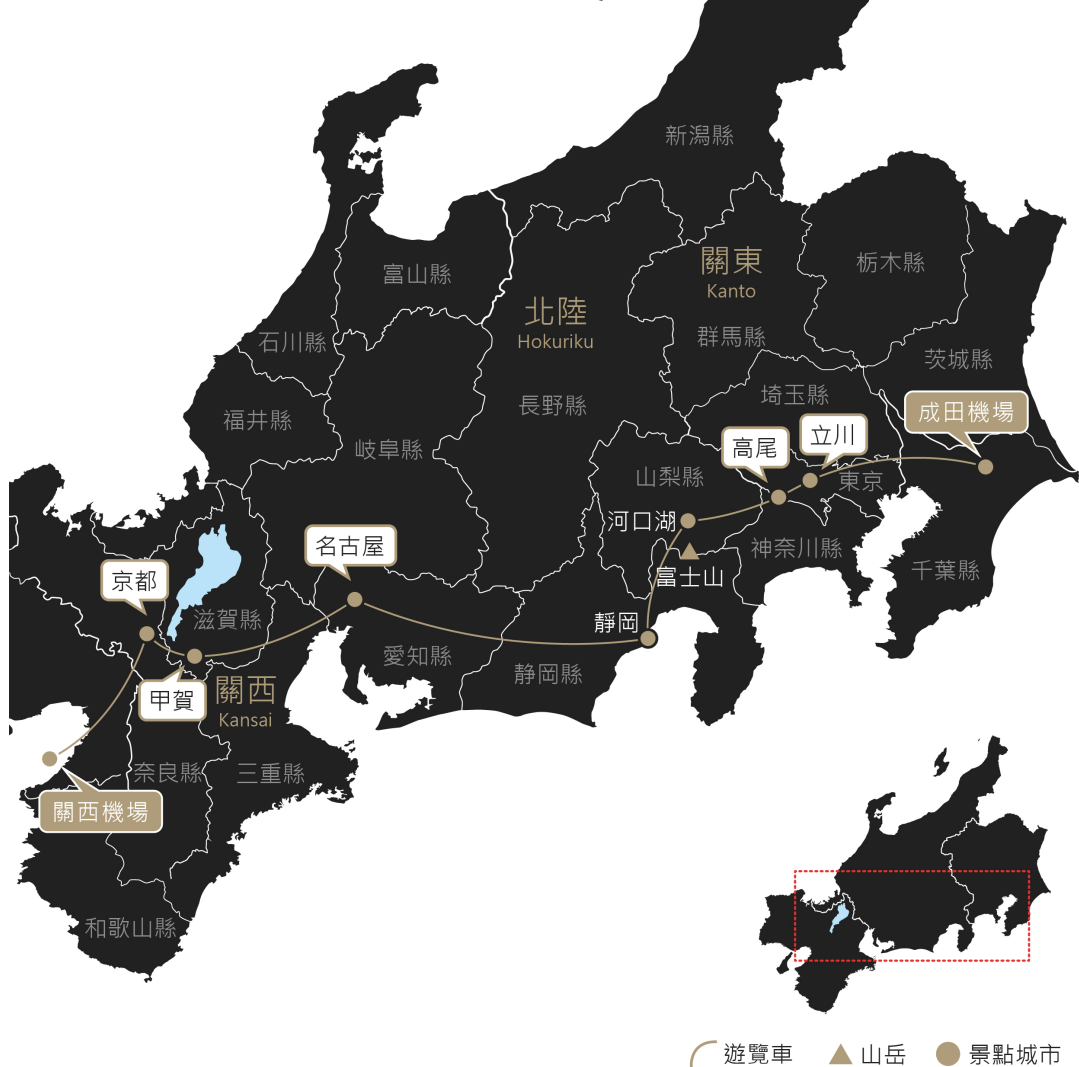 新潟縣
關東
Kanto
栃木縣
富山縣
北陸
Hokuriku
石川縣
群馬縣
茨城縣
埼玉縣
長野縣
福井縣
岐阜縣
成田機場
立川
高尾
山梨縣
東京
河口湖
名古屋
神奈川縣
富士山
千葉縣
京都
滋賀縣
靜岡
愛知縣
静岡縣
甲賀
關西
Kansai
奈良縣
三重縣
關西機場
和歌山縣
遊覽車
山岳
景點城市